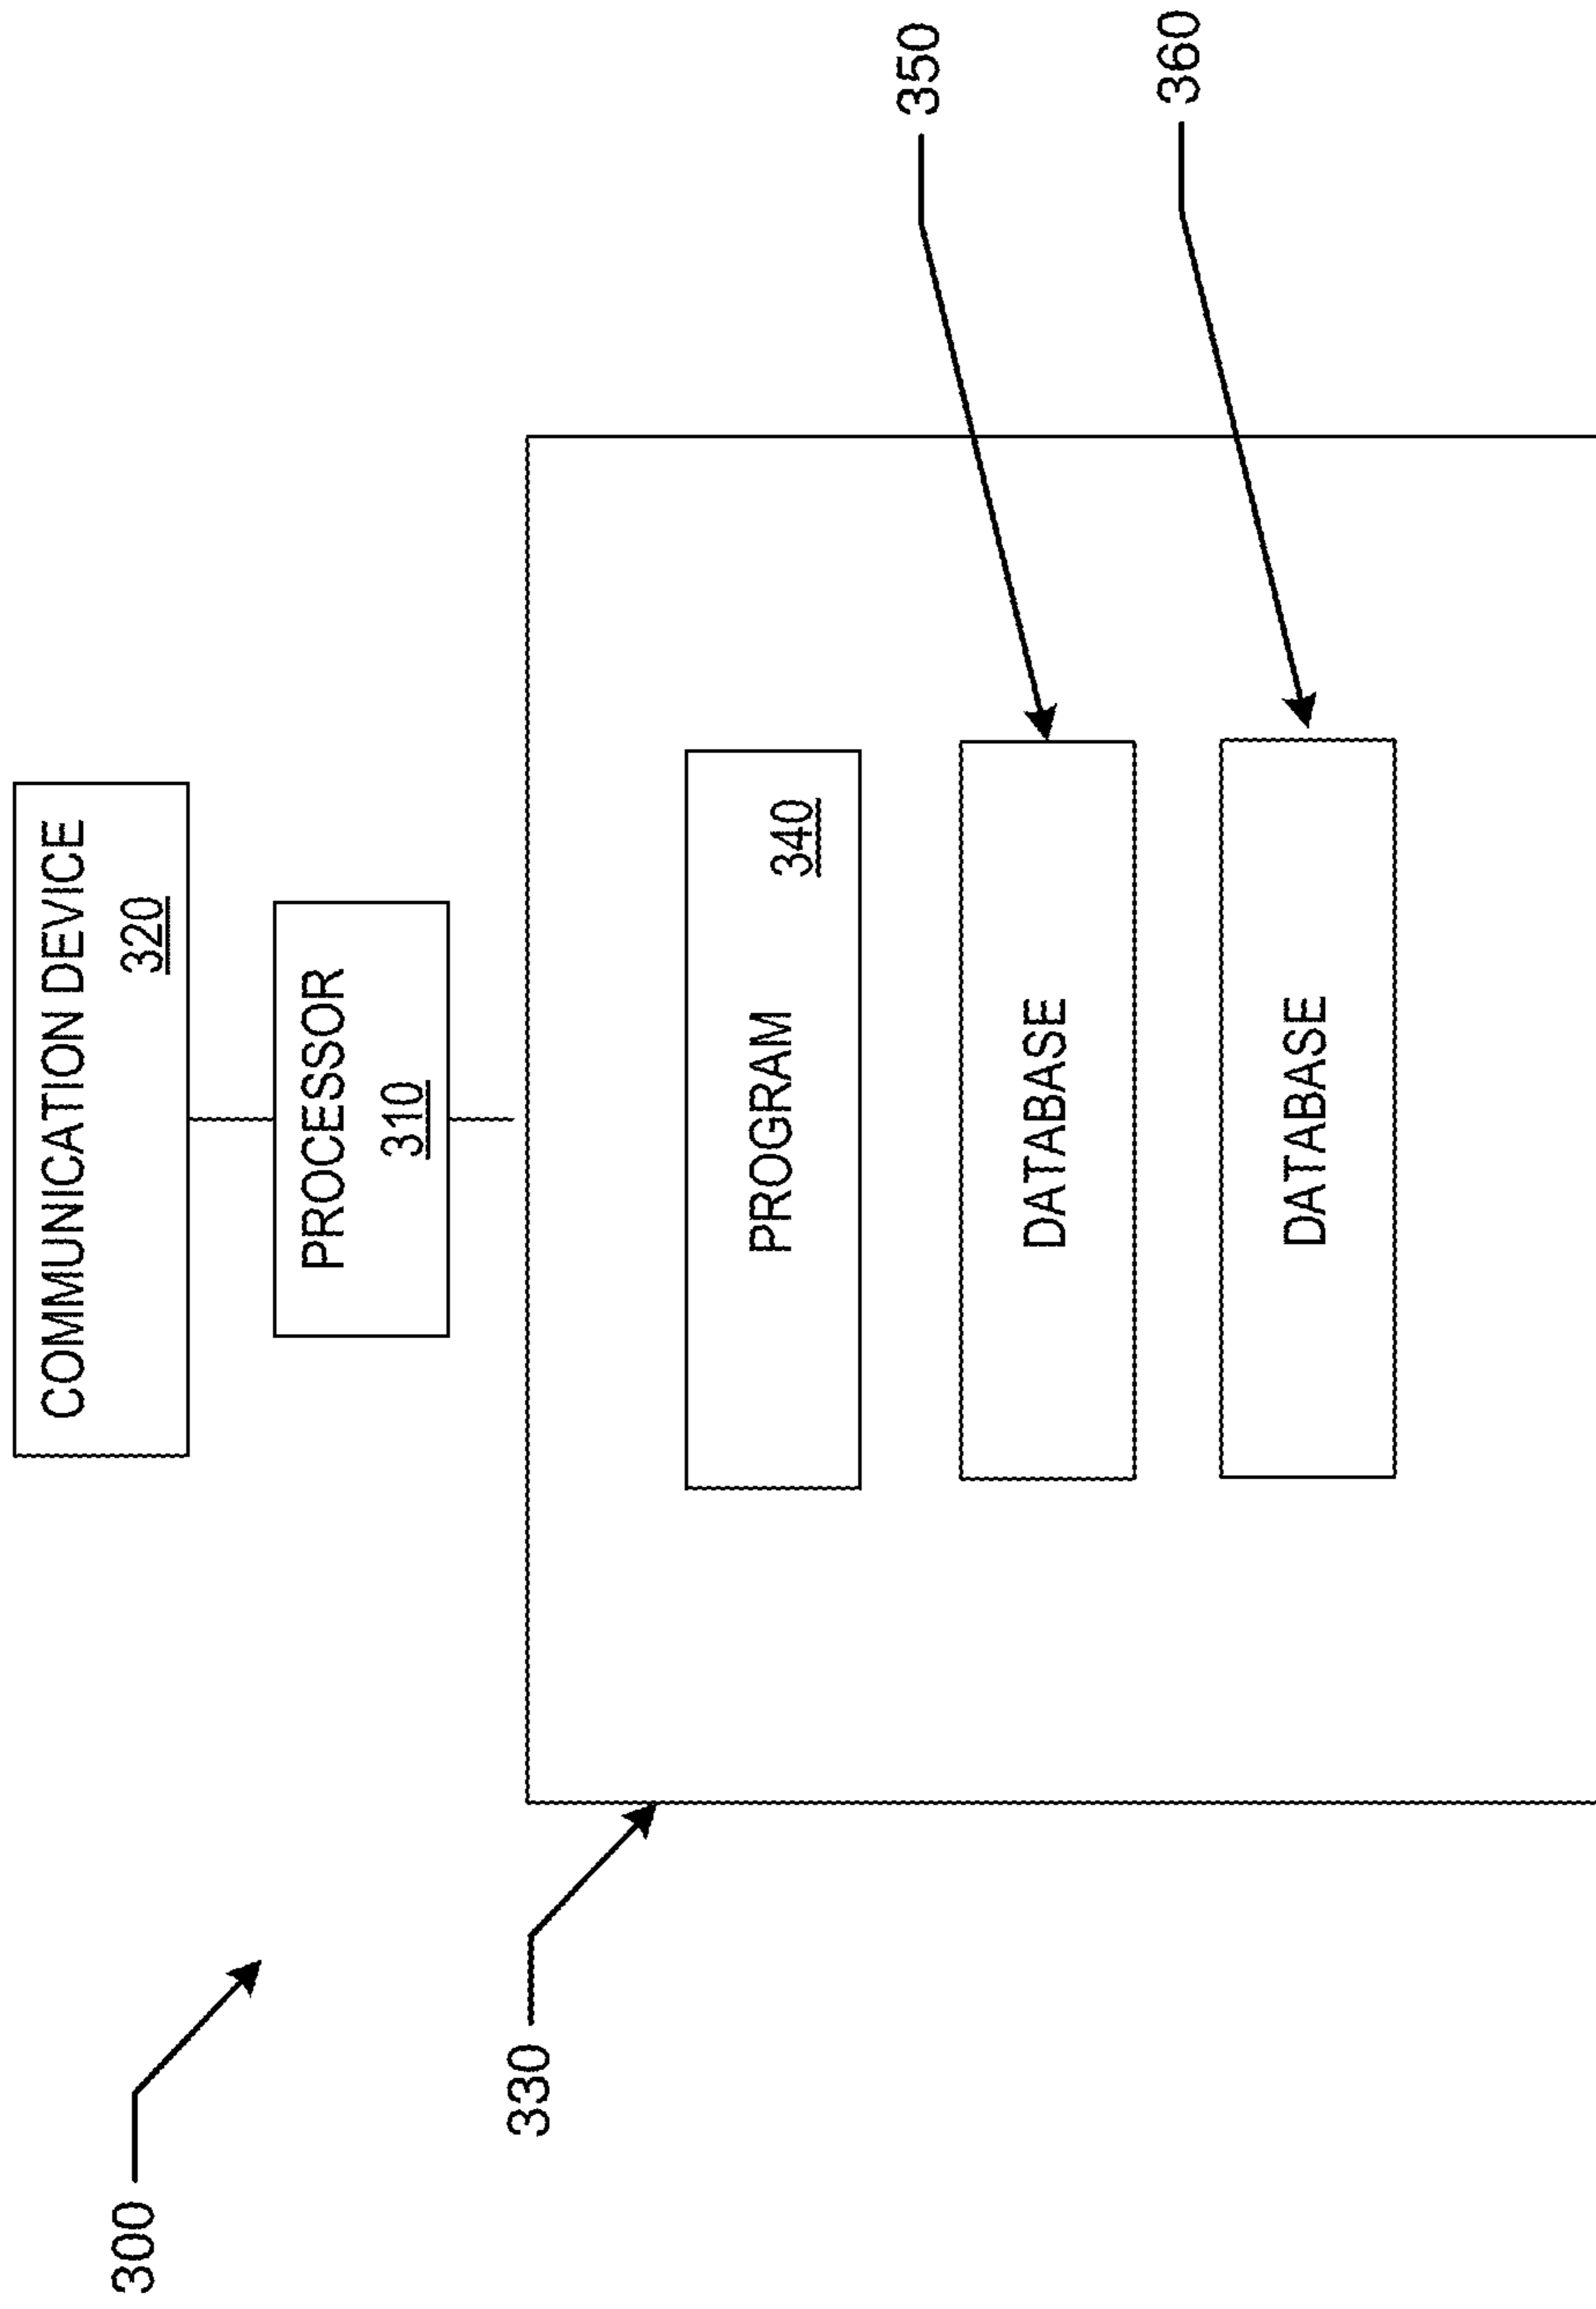 300
COMMUNICATION DEVICE
320
PROCESSOR
310
330
PROGRAM
340
350
DATABASE
360
DATABASE